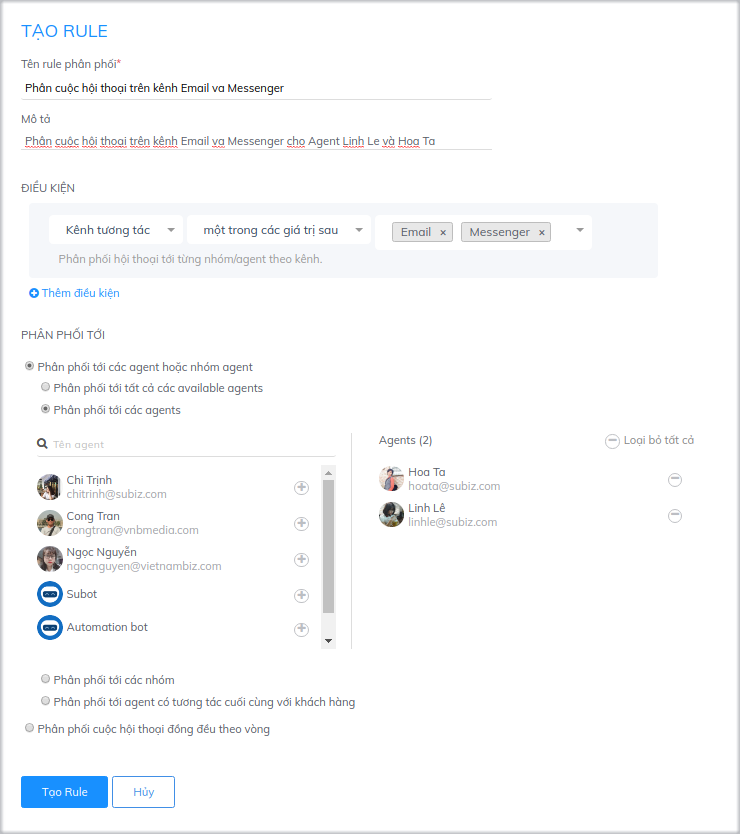 TẠO RULE
Tên rule phân phối*
Phân cuộc hội thoại trên kênh Email va Messenger
Mô tả
Phân cuộc hội thoại trên kênh Email va Messenger cho Agent Linh Le và Hoa Ta
ĐIỀU KIỆN
Kênh tương tác một trong các giá trị sau Email × Messenger ×
Phân phối hội thoại tới từng nhóm/agent theo kênh.
Thêm điều kiện
PHÂN PHỐI TỚI
Phân phối tới các agent hoặc nhóm agent
Phân phối tới tất cả các available agents
Phân phối tới các agents
Tên agent
Chi Trịnh
chitrinh@subiz.com
Cong Tran
congtran@vnbmedia.com
Ngọc Nguyễn
ngocnguyen@vietnambiz.com
Subot
Automation bot
Agents (2) Loại bỏ tất cả
Hoa Ta
hoata@subiz.com
Linh Lê
linhle@subiz.com
Phân phối tới các nhóm
Phân phối tới agent có tương tác cuối cùng với khách hàng
Phân phối cuộc hội thoại đồng đều theo vòng
Tạo Rule Hủy